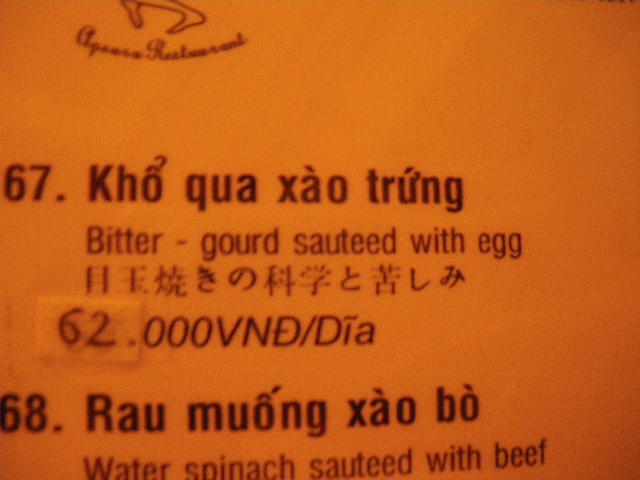 Apsara Restaurant
67. Khổ qua xào trứng
Bitter - gourd sauteed with egg
目玉焼きの科学と苦しみ
62.000VNĐ/Dĩa
68. Rau muống xào bò
Water spinach sauteed with beef